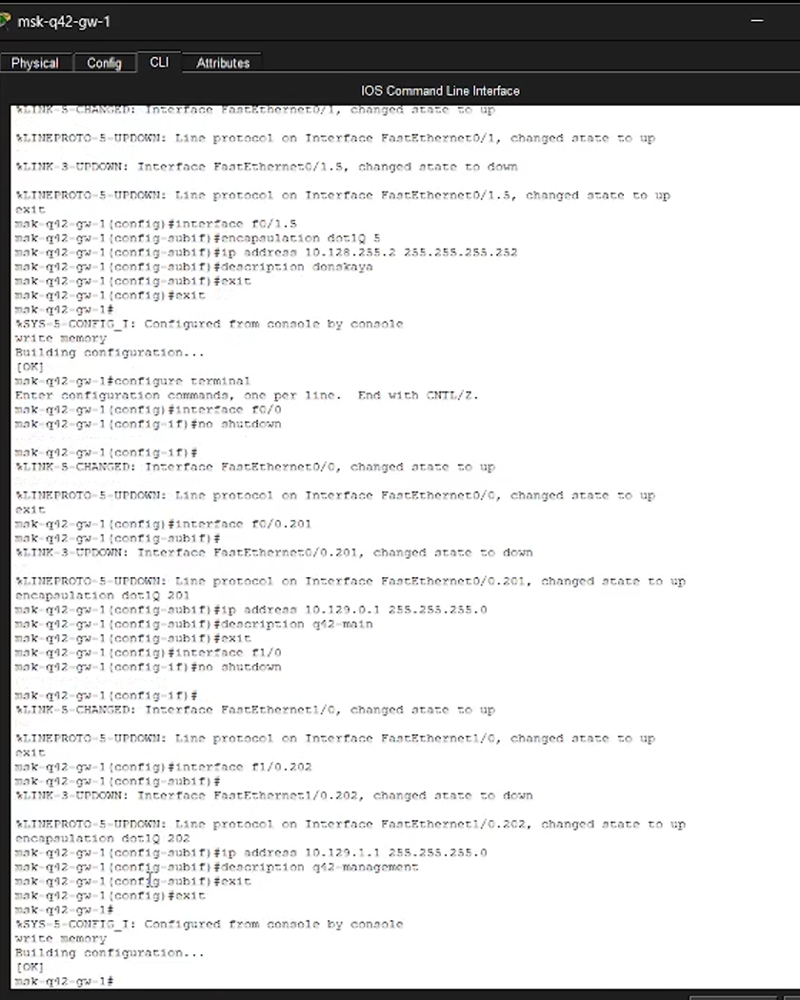 msk-q42-gw-1
Physical Config CLI Attributes
IOS Command Line Interface
%LINK-5-CHANGED: Interface FastEthernet0/1, changed state to up
%LINEPROTO-5-UPDOWN: Line protocol on Interface FastEthernet0/1, changed state to up
%LINK-3-UPDOWN: Interface FastEthernet0/1.5, changed state to down
%LINEPROTO-5-UPDOWN: Line protocol on Interface FastEthernet0/1.5, changed state to up
exit
msk-q42-gw-1(config)#interface f0/1.5
msk-q42-gw-1(config-subif)#encapsulation dot1Q 5
msk-q42-gw-1(config-subif)#ip address 10.128.255.2 255.255.255.252
msk-q42-gw-1(config-subif)#description donskaya
msk-q42-gw-1(config-subif)#exit
msk-q42-gw-1(config)#exit
msk-q42-gw-1#
%SYS-5-CONFIG_I: Configured from console by console
write memory
Building configuration...
[OK]
msk-q42-gw-1#configure terminal
Enter configuration commands, one per line.  End with CNTL/Z.
msk-q42-gw-1(config)#interface f0/0
msk-q42-gw-1(config-if)#no shutdown
msk-q42-gw-1(config-if)#
%LINK-5-CHANGED: Interface FastEthernet0/0, changed state to up
%LINEPROTO-5-UPDOWN: Line protocol on Interface FastEthernet0/0, changed state to up
exit
msk-q42-gw-1(config)#interface f0/0.201
msk-q42-gw-1(config-subif)#
%LINK-3-UPDOWN: Interface FastEthernet0/0.201, changed state to down
%LINEPROTO-5-UPDOWN: Line protocol on Interface FastEthernet0/0.201, changed state to up
encapsulation dot1Q 201
msk-q42-gw-1(config-subif)#ip address 10.129.0.1 255.255.255.0
msk-q42-gw-1(config-subif)#description q42-main
msk-q42-gw-1(config-subif)#exit
msk-q42-gw-1(config)#interface f1/0
msk-q42-gw-1(config-if)#no shutdown
msk-q42-gw-1(config-if)#
%LINK-5-CHANGED: Interface FastEthernet1/0, changed state to up
%LINEPROTO-5-UPDOWN: Line protocol on Interface FastEthernet1/0, changed state to up
exit
msk-q42-gw-1(config)#interface f1/0.202
msk-q42-gw-1(config-subif)#
%LINK-3-UPDOWN: Interface FastEthernet1/0.202, changed state to down
%LINEPROTO-5-UPDOWN: Line protocol on Interface FastEthernet1/0.202, changed state to up
encapsulation dot1Q 202
msk-q42-gw-1(config-subif)#ip address 10.129.1.1 255.255.255.0
msk-q42-gw-1(config-subif)#description q42-management
msk-q42-gw-1(config-subif)#exit
msk-q42-gw-1(config)#exit
msk-q42-gw-1#
%SYS-5-CONFIG_I: Configured from console by console
write memory
Building configuration...
[OK]
msk-q42-gw-1#